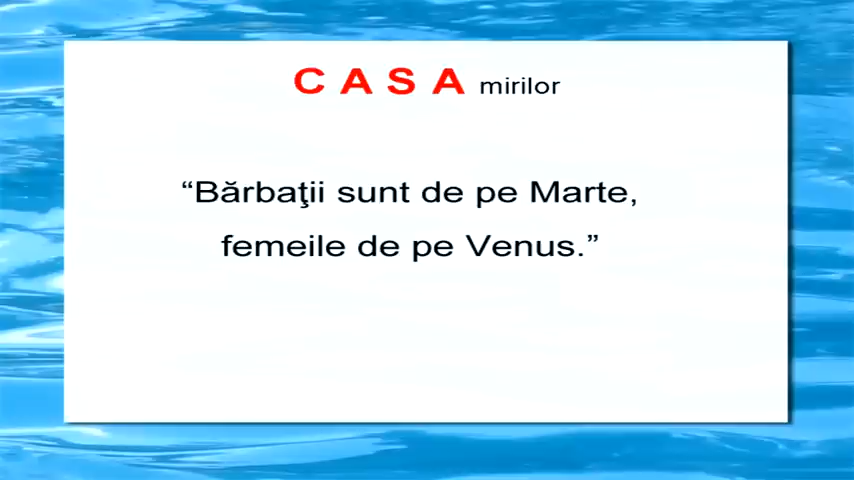 C A S A mirilor
“Bărbaţii sunt de pe Marte,
femeile de pe Venus.”